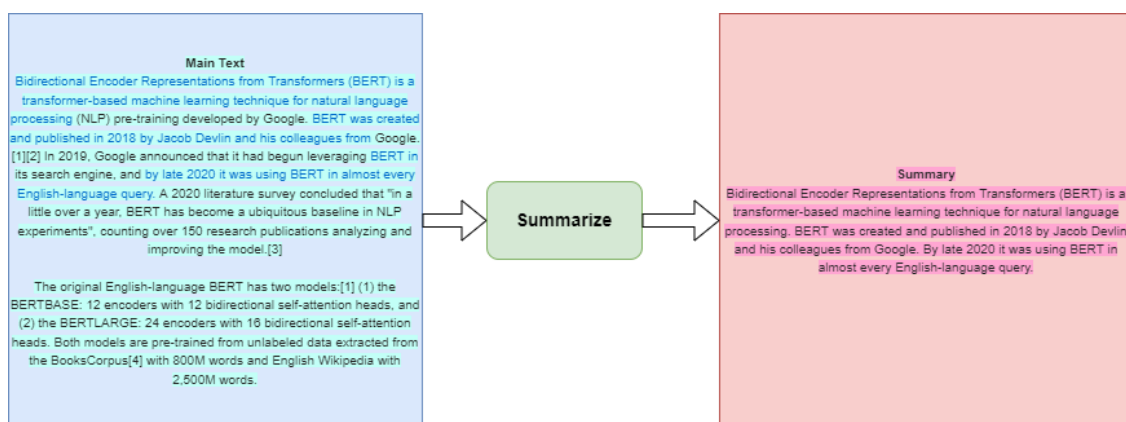 Main Text
Bidirectional Encoder Representations from Transformers (BERT) is a
transformer-based machine learning technique for natural language
processing (NLP) pre-training developed by Google. BERT was created
and published in 2018 by Jacob Devlin and his colleagues from Google.
[1][2] In 2019, Google announced that it had begun leveraging BERT in
its search engine, and by late 2020 it was using BERT in almost every
English-language query. A 2020 literature survey concluded that "in a
little over a year, BERT has become a ubiquitous baseline in NLP
experiments", counting over 150 research publications analyzing and
improving the model.[3]
The original English-language BERT has two models:[1] (1) the
BERTBASE: 12 encoders with 12 bidirectional self-attention heads, and
(2) the BERTLARGE: 24 encoders with 16 bidirectional self-attention
heads. Both models are pre-trained from unlabeled data extracted from
the BooksCorpus[4] with 800M words and English Wikipedia with
2,500M words.
Summarize
Summary
Bidirectional Encoder Representations from Transformers (BERT) is a
transformer-based machine learning technique for natural language
processing. BERT was created and published in 2018 by Jacob Devlin
and his colleagues from Google. By late 2020 it was using BERT in
almost every English-language query.